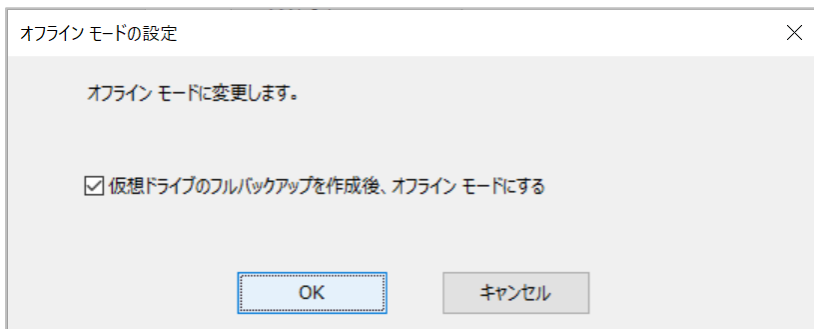 オフライン モードの設定
オフライン モードに変更します。
仮想ドライブのフルバックアップを作成後、オフライン モードにする
OK
キャンセル